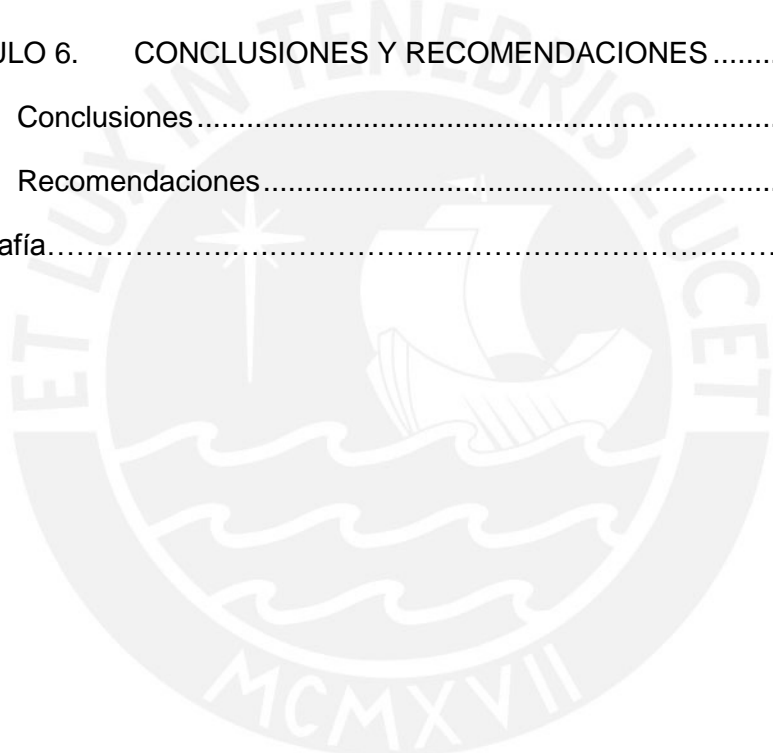 ULO 6. CONCLUSIONES Y RECOMENDACIONES ........
Conclusiones ........................................................................
Recomendaciones ................................................................
afía…………………………………………………………………
ET LUX IN TENEBRIS LUCET
MCMXVII